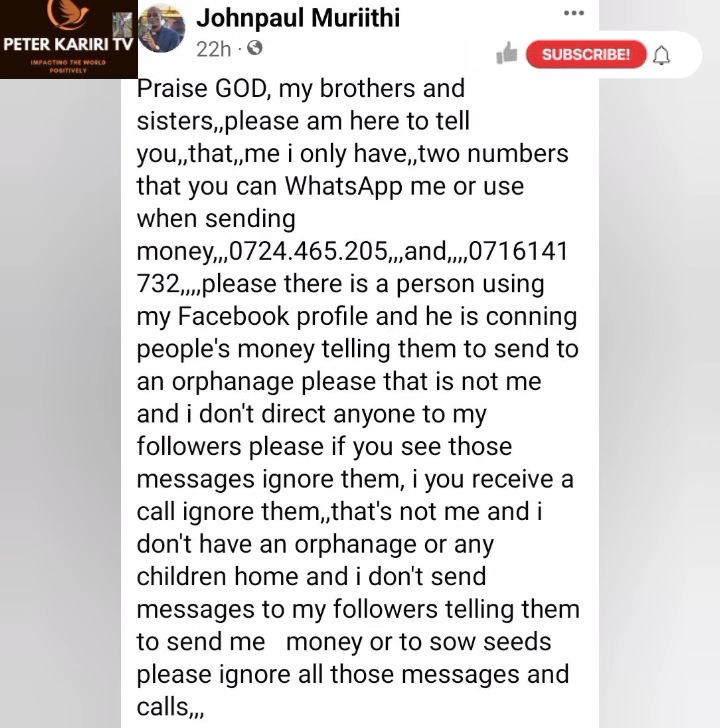 PETER KARIRI TV
IMPACTING THE WORLD
POSITIVELY
Johnpaul Muriithi
22h ·
SUBSCRIBE!
Praise GOD, my brothers and
sisters,,please am here to tell
you,,that,,me i only have,,two numbers
that you can WhatsApp me or use
when sending
money,,,0724.465.205,,,and,,,,0716141
732,,,,please there is a person using
my Facebook profile and he is conning
people's money telling them to send to
an orphanage please that is not me
and i don't direct anyone to my
followers please if you see those
messages ignore them, i you receive a
call ignore them,,that's not me and i
don't have an orphanage or any
children home and i don't send
messages to my followers telling them
to send me   money or to sow seeds
please ignore all those messages and
calls,,,